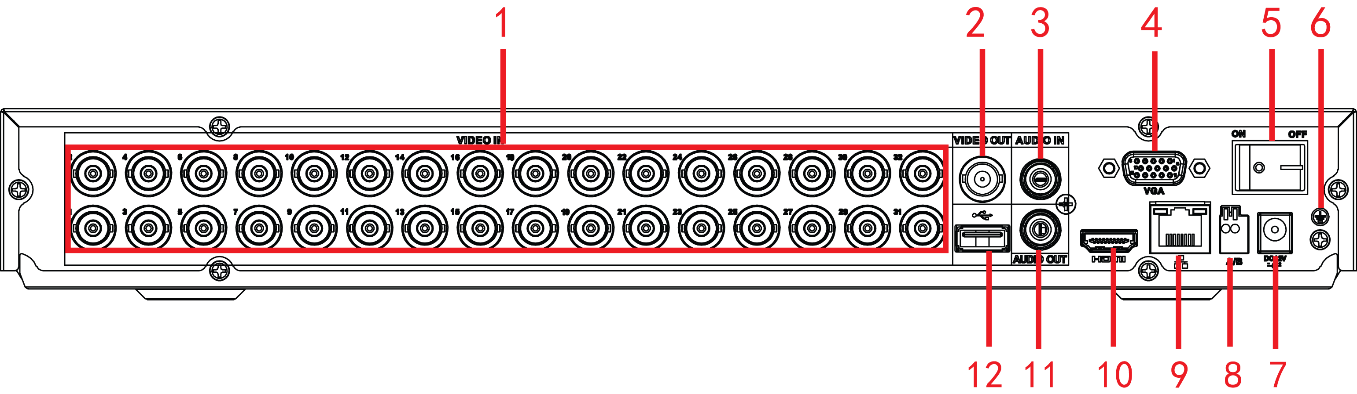 1 2 3 4 5 6
ON OFF
VIDEO IN VIDEO OUT AUDIO IN
4 6 8 10 12 14 16 18 20 22 24 26 28 30 32
VGA
3 5 7 9 11 13 15 17 19 21 23 25 27 29 31
HDMI A/B DC12V
AUDIO OUT
12 11 10 9 8 7